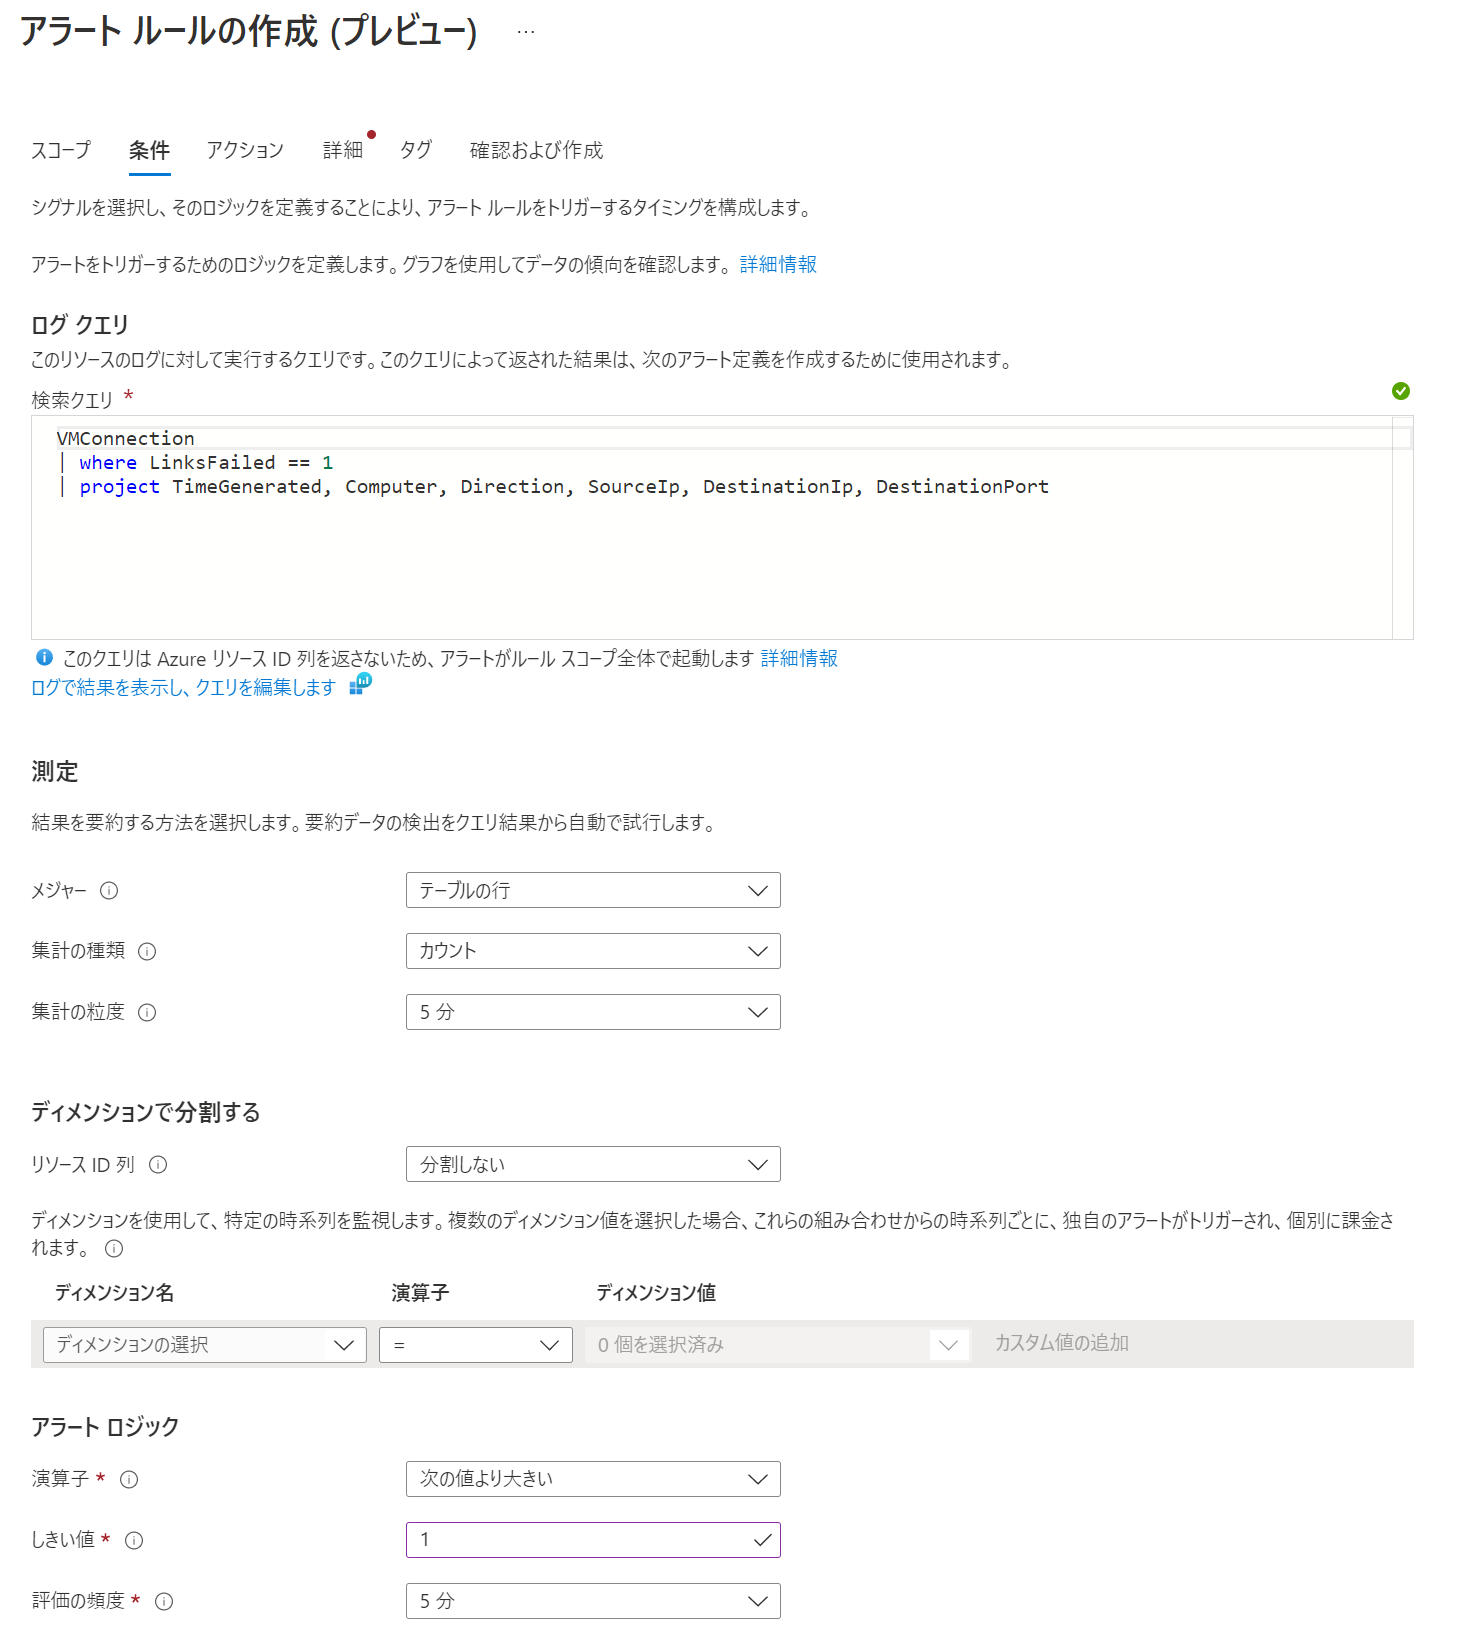 アラート ルールの作成 (プレビュー) ...
スコープ 条件 アクション 詳細 タグ 確認および作成
シグナルを選択し、そのロジックを定義することにより、アラート ルールをトリガーするタイミングを構成します。
アラートをトリガーするためのロジックを定義します。グラフを使用してデータの傾向を確認します。 詳細情報
ログ クエリ
このリソースのログに対して実行するクエリです。このクエリによって返された結果は、次のアラート定義を作成するために使用されます。
検索クエリ *
VMConnection
| where LinksFailed == 1
| project TimeGenerated, Computer, Direction, SourceIp, DestinationIp, DestinationPort
このクエリは Azure リソース ID 列を返さないため、アラートがルール スコープ全体で起動します 詳細情報
ログで結果を表示し、クエリを編集します
測定
結果を要約する方法を選択します。要約データの検出をクエリ結果から自動で試行します。
メジャー テーブルの行
集計の種類 カウント
集計の粒度 5 分
ディメンションで分割する
リソース ID 列 分割しない
ディメンションを使用して、特定の時系列を監視します。複数のディメンション値を選択した場合、これらの組み合わせからの時系列ごとに、独自のアラートがトリガーされ、個別に課金さ
れます。
ディメンション名 演算子 ディメンション値
ディメンションの選択 = 0 個を選択済み カスタム値の追加
アラート ロジック
演算子 * 次の値より大きい
しきい値 * 1
評価の頻度 * 5 分